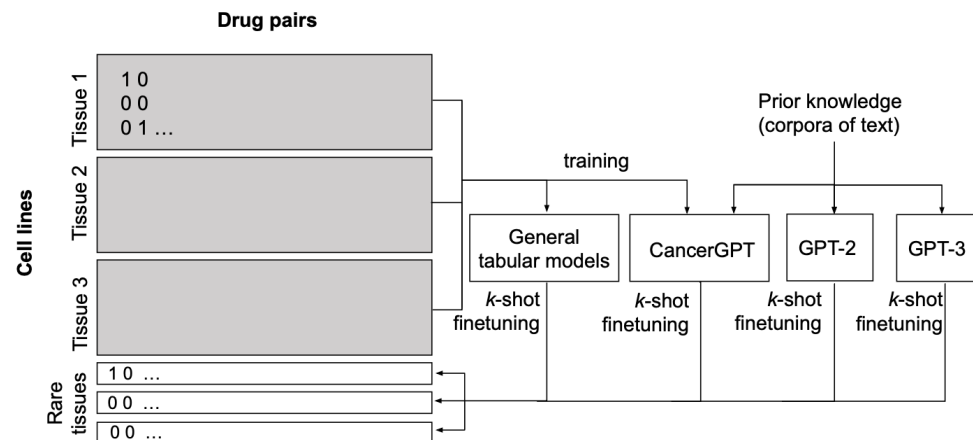 Drug pairs
Cell lines
Tissue 1
1 0
0 0
0 1 ...
Tissue 2
Tissue 3
Rare
tissues
1 0 ...
0 0 ...
0 0 ...
training
Prior knowledge
(corpora of text)
General
tabular models
CancerGPT
GPT-2
GPT-3
k-shot
finetuning
k-shot
finetuning
k-shot
finetuning
k-shot
finetuning